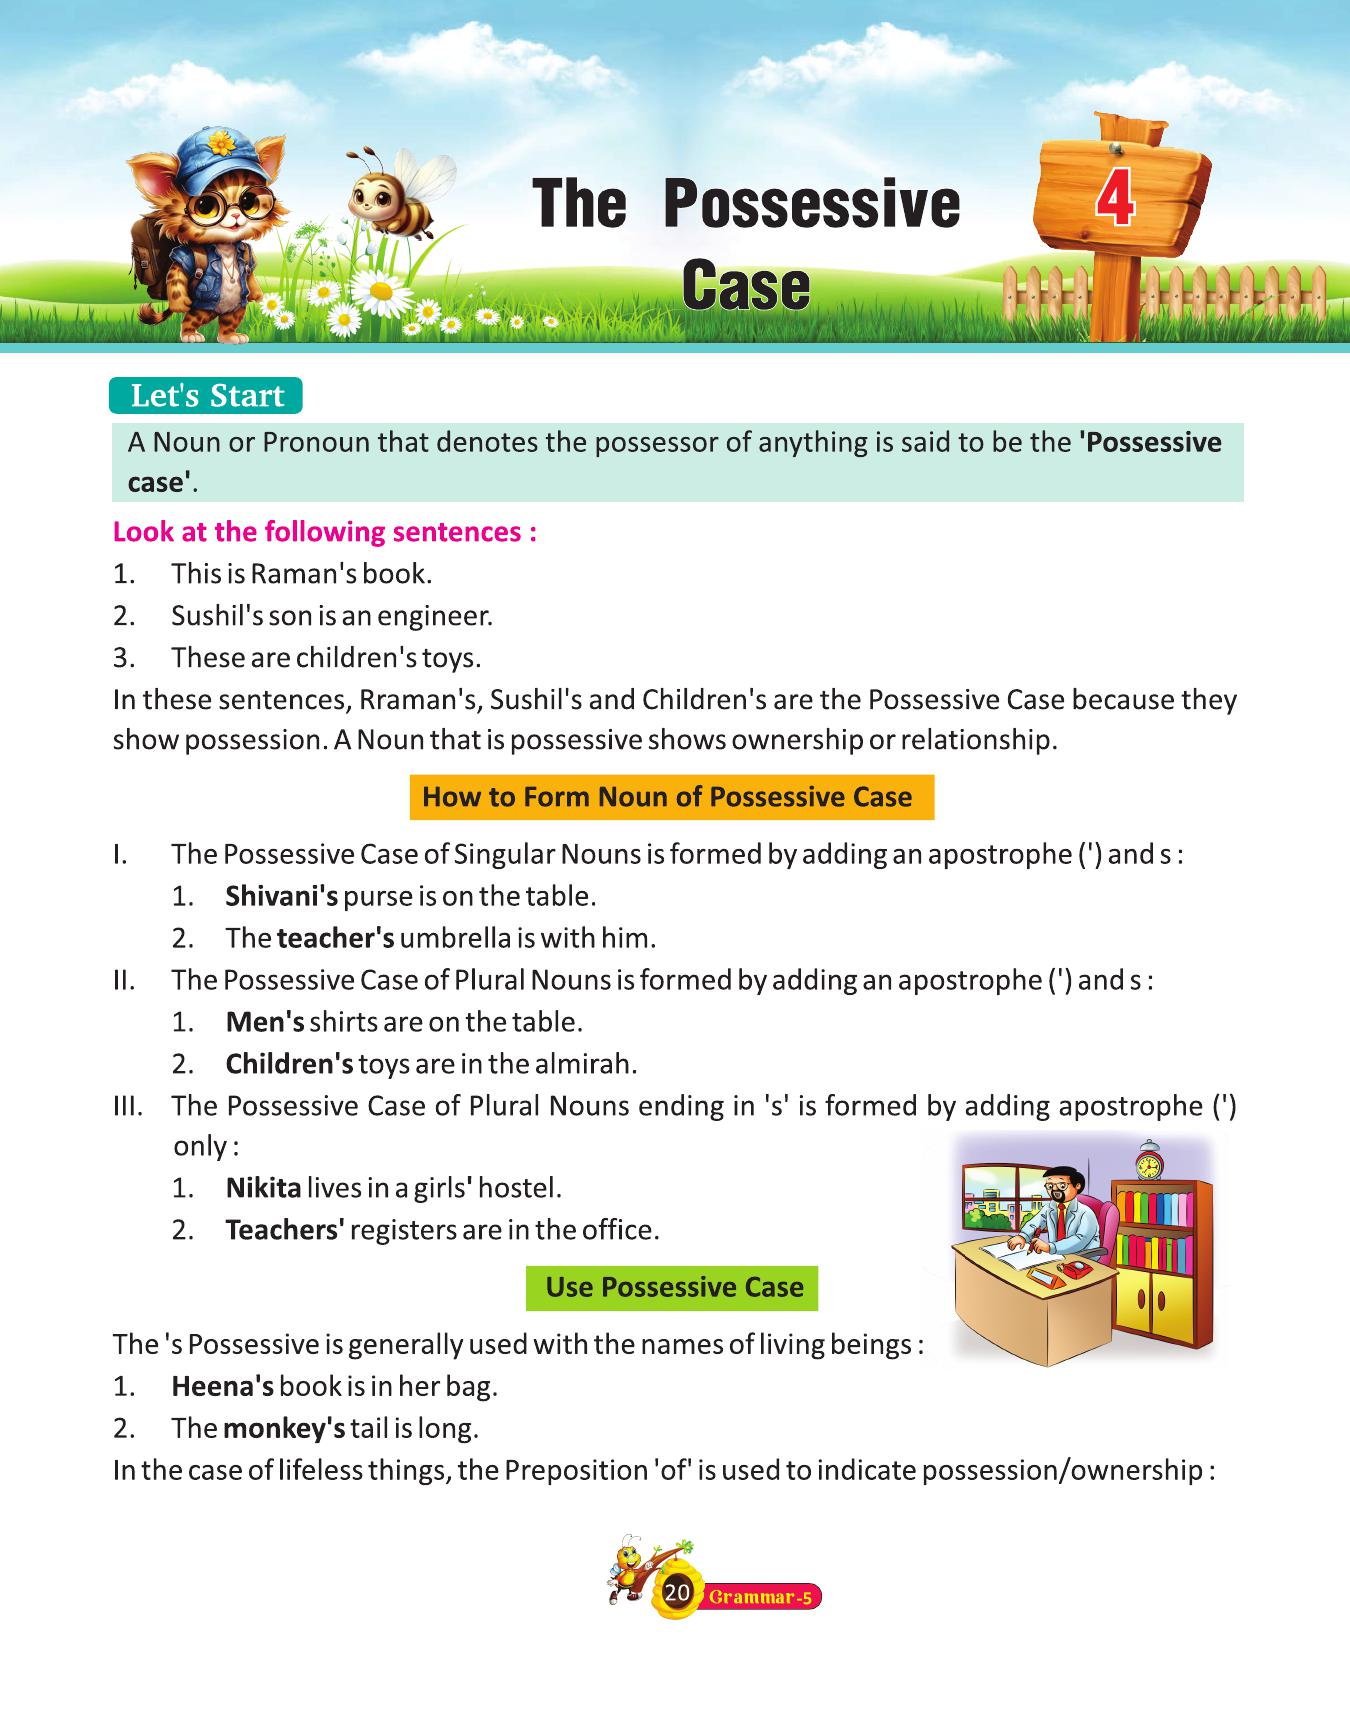 The Possessive
Case
4
Let's Start
A Noun or Pronoun that denotes the possessor of anything is said to be the 'Possessive
case'.
Look at the following sentences :
1. This is Raman's book.
2. Sushil's son is an engineer.
3. These are children's toys.
In these sentences, Rraman's, Sushil's and Children's are the Possessive Case because they
show possession. A Noun that is possessive shows ownership or relationship.
How to Form Noun of Possessive Case
I. The Possessive Case of Singular Nouns is formed by adding an apostrophe (') and s :
1. Shivani's purse is on the table.
2. The teacher's umbrella is with him.
II. The Possessive Case of Plural Nouns is formed by adding an apostrophe (') and s :
1. Men's shirts are on the table.
2. Children's toys are in the almirah.
III. The Possessive Case of Plural Nouns ending in 's' is formed by adding apostrophe (')
only :
1. Nikita lives in a girls' hostel.
2. Teachers' registers are in the office.
Use Possessive Case
The 's Possessive is generally used with the names of living beings :
1. Heena's book is in her bag.
2. The monkey's tail is long.
In the case of lifeless things, the Preposition 'of' is used to indicate possession/ownership :
20 Grammar-5